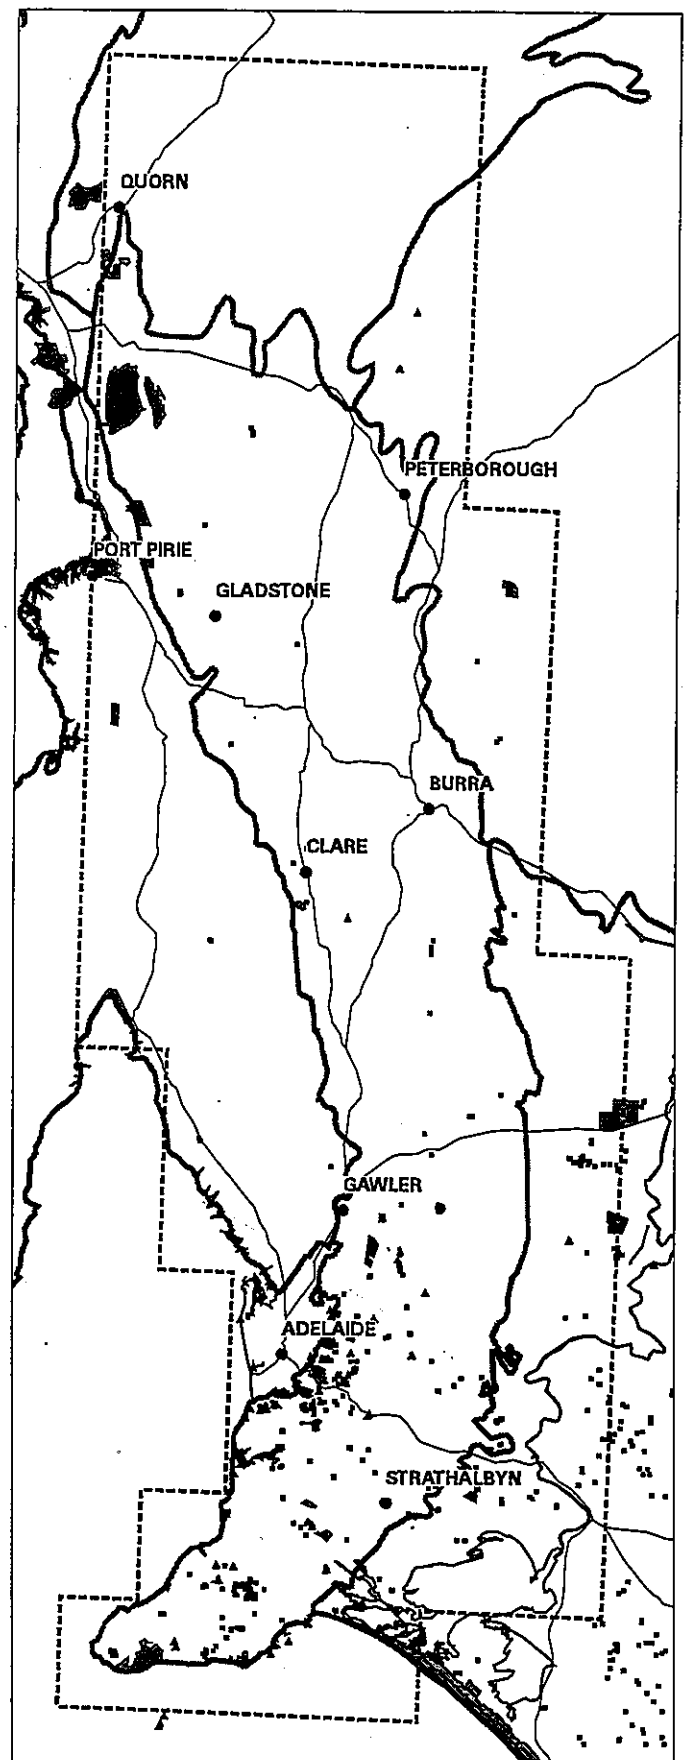 QUORN
PETERBOROUGH
PORT PIRIE
GLADSTONE
BURRA
CLARE
GAWLER
ADELAIDE
STRATHALBYN